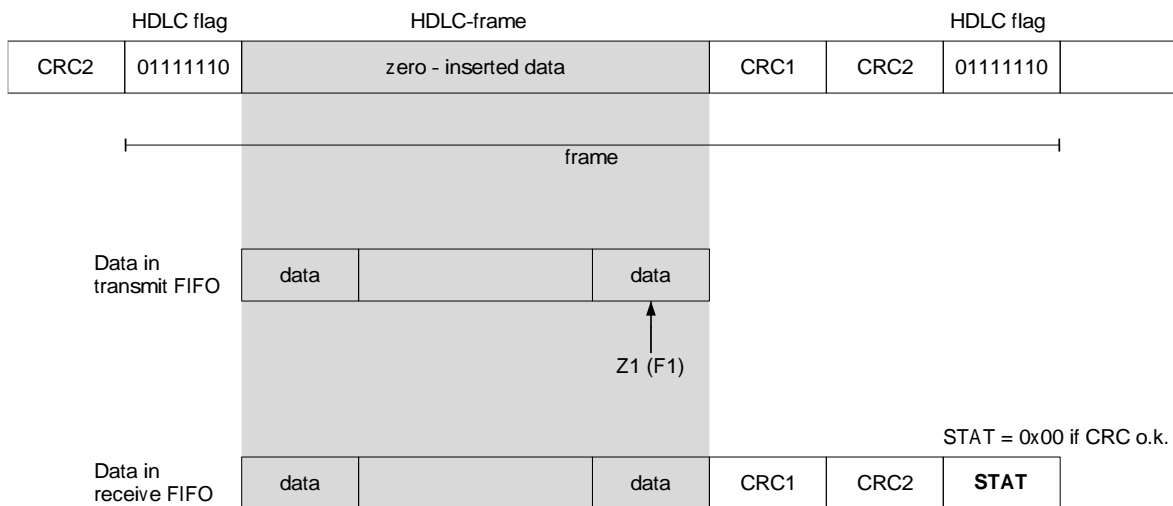 HDLC flag HDLC-frame HDLC flag
CRC2 01111110 zero - inserted data CRC1 CRC2 01111110
frame
Data in
transmit FIFO
data data
Z1 (F1)
STAT = 0x00 if CRC o.k.
Data in
receive FIFO
data data CRC1 CRC2 STAT